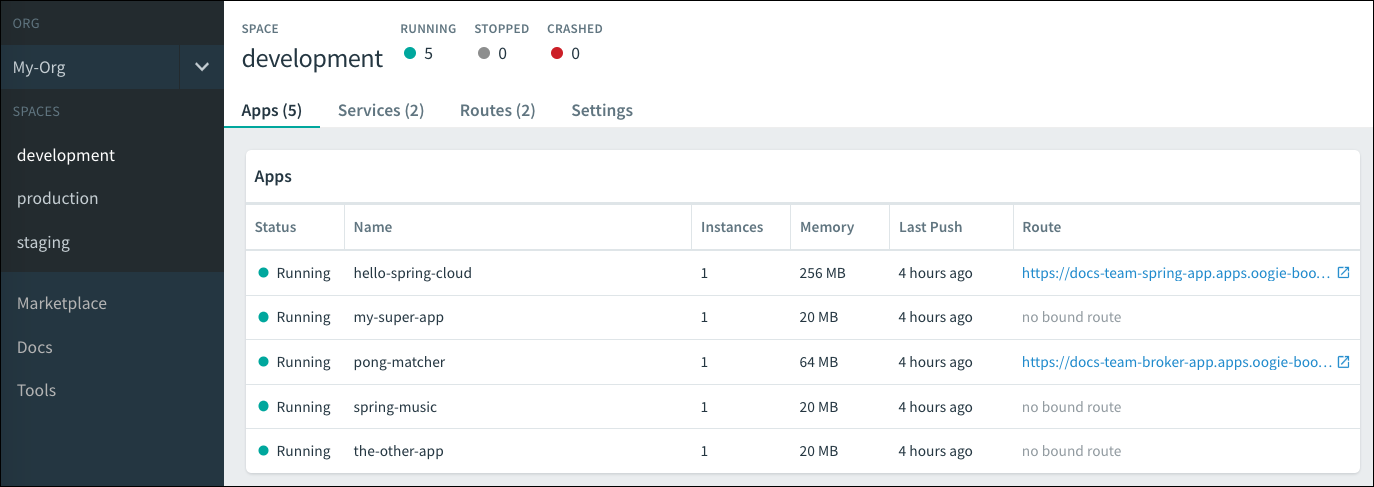 ORG
My-Org
SPACES
development
production
staging
Marketplace
Docs
Tools
SPACE
development
RUNNING STOPPED CRASHED
5 0 0
Apps (5) Services (2) Routes (2) Settings
Apps
Status Name Instances Memory Last Push Route
Running hello-spring-cloud 1 256 MB 4 hours ago https://docs-team-spring-app.apps.oogie-boo...
Running my-super-app 1 20 MB 4 hours ago no bound route
Running pong-matcher 1 64 MB 4 hours ago https://docs-team-broker-app.apps.oogie-boo...
Running spring-music 1 20 MB 4 hours ago no bound route
Running the-other-app 1 20 MB 4 hours ago no bound route